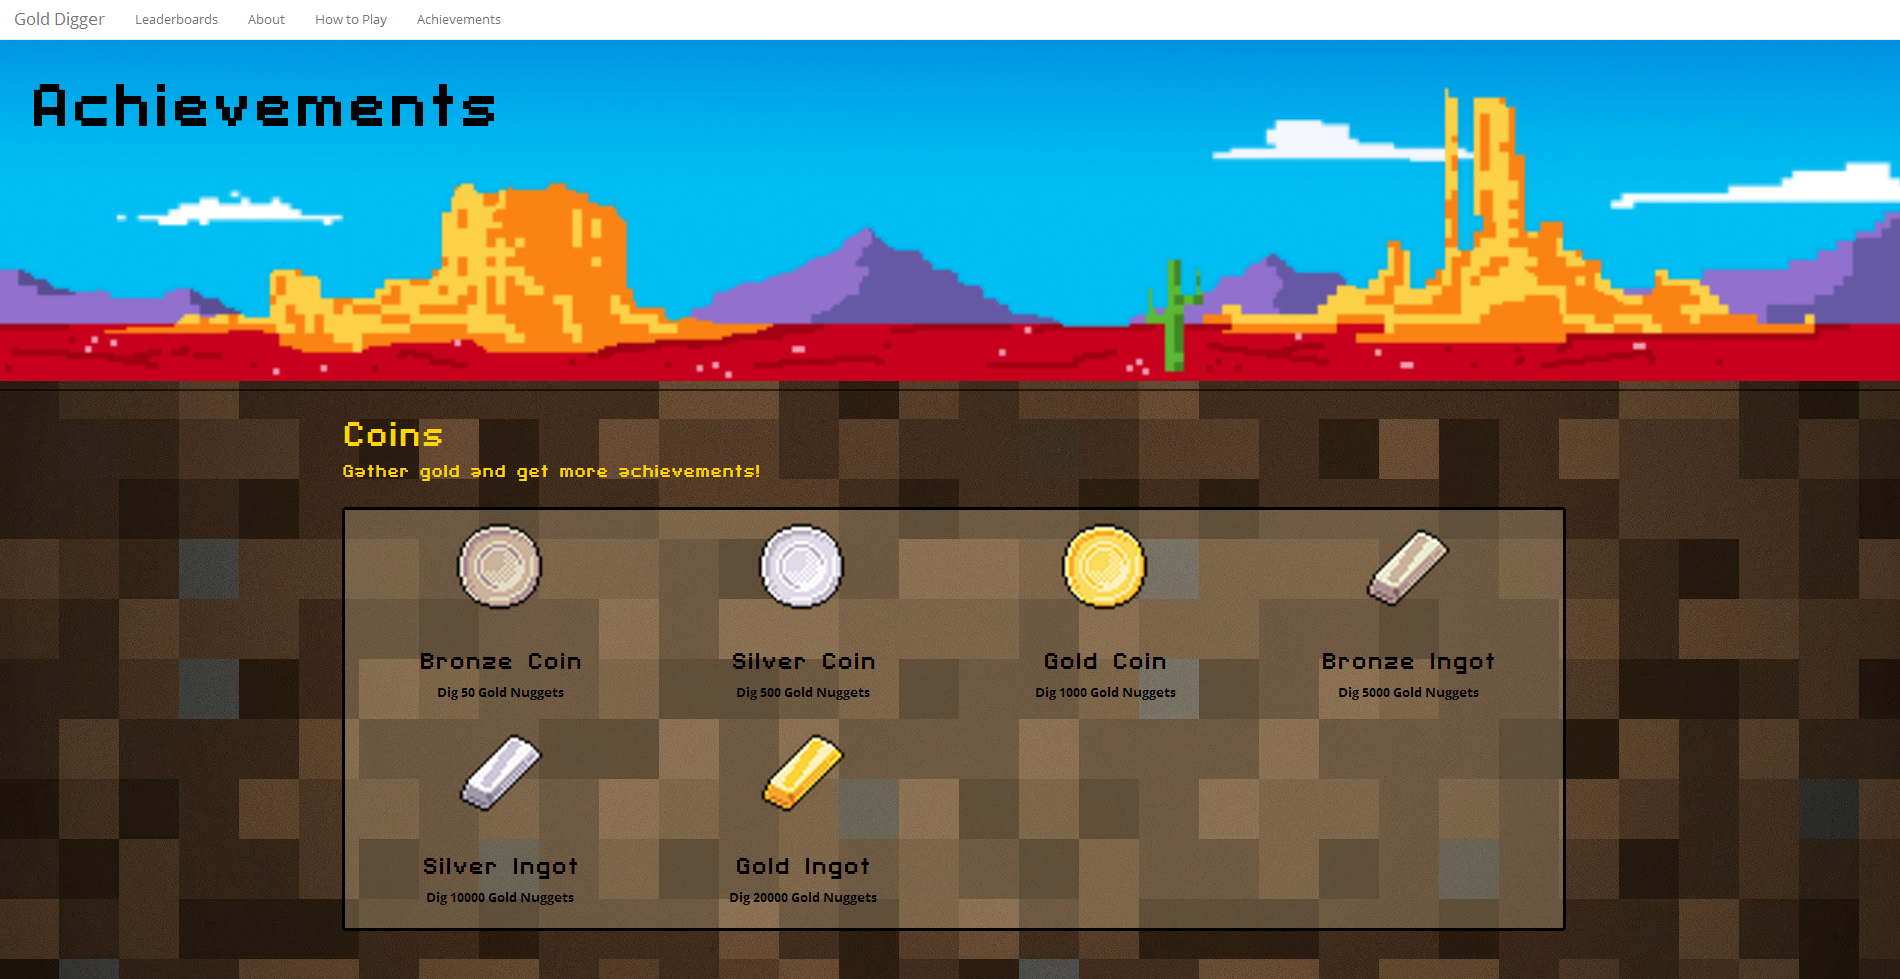 Gold Digger Leaderboards About How to Play Achievements
Achievements
Coins
Gather gold and get more achievements!
Bronze Coin Silver Coin Gold Coin Bronze Ingot
Dig 50 Gold Nuggets Dig 500 Gold Nuggets Dig 1000 Gold Nuggets Dig 5000 Gold Nuggets
Silver Ingot Gold Ingot
Dig 10000 Gold Nuggets Dig 20000 Gold Nuggets